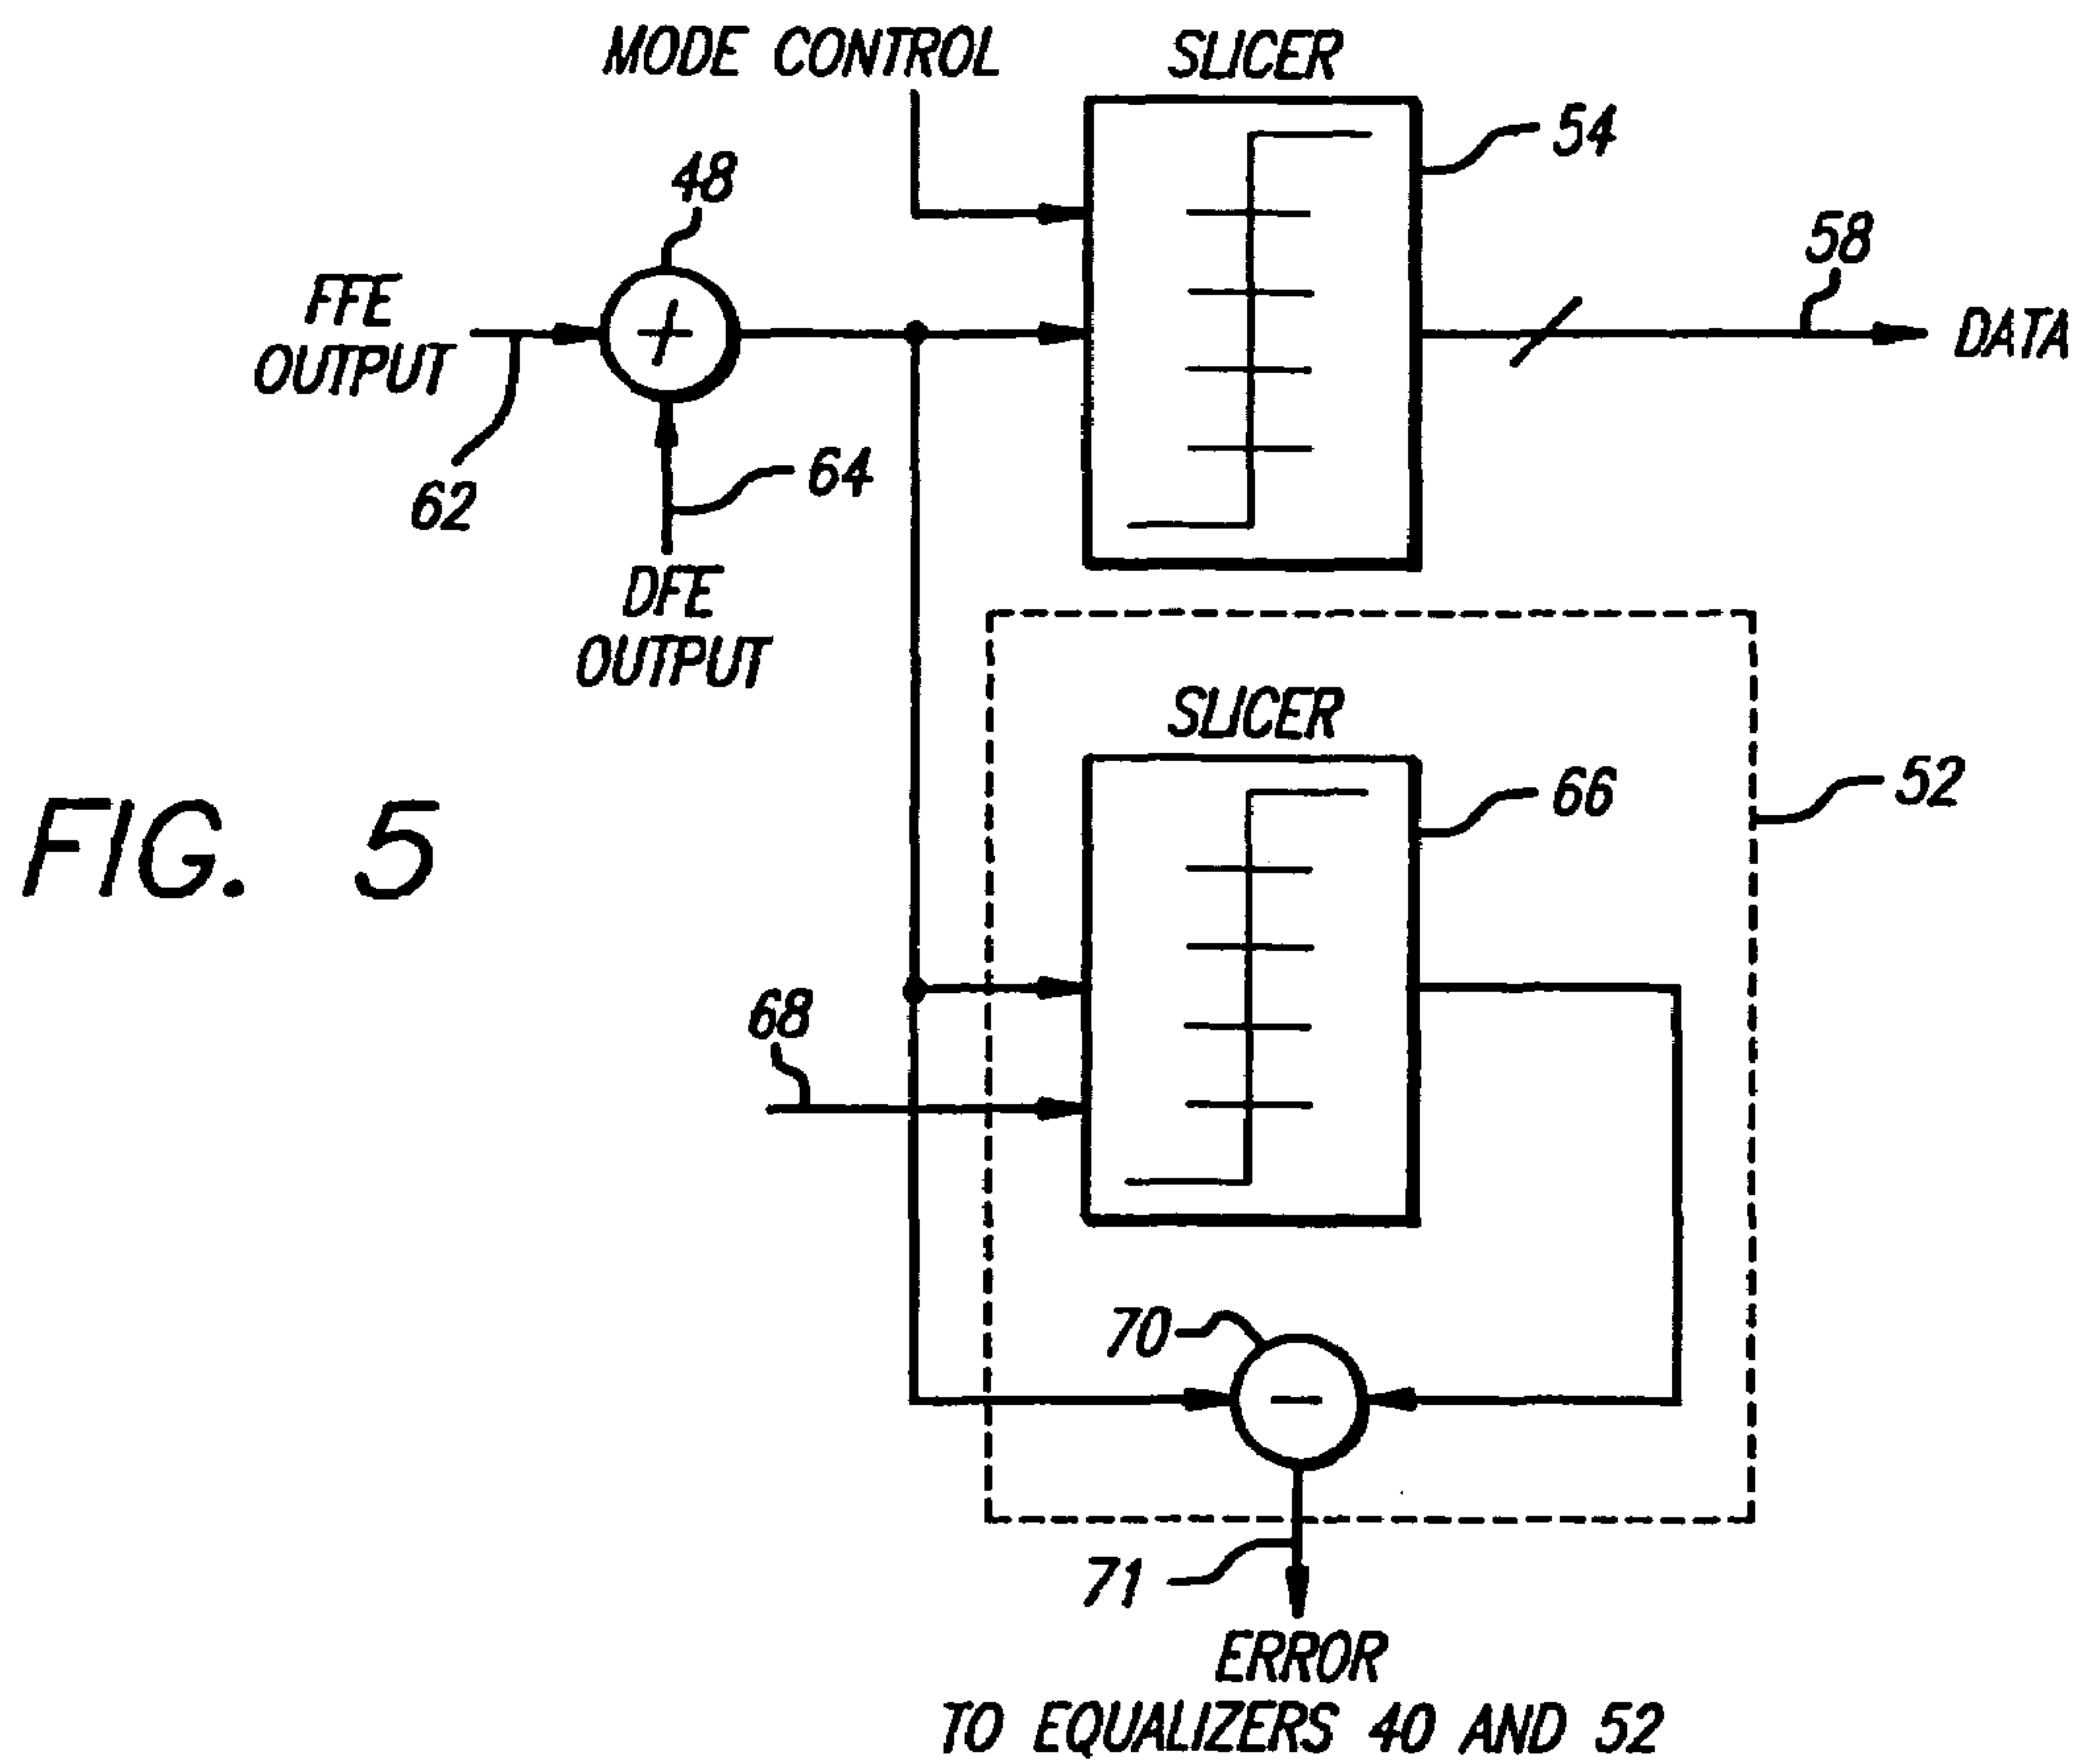 MODE CONTROL
SLICER
54
48
58
FFE
OUTPUT
+
DATA
62
64
DFE
OUTPUT
SLICER
66
52
FIG. 5
68
70
-
71
ERROR
TO EQUALIZERS 40 AND 52